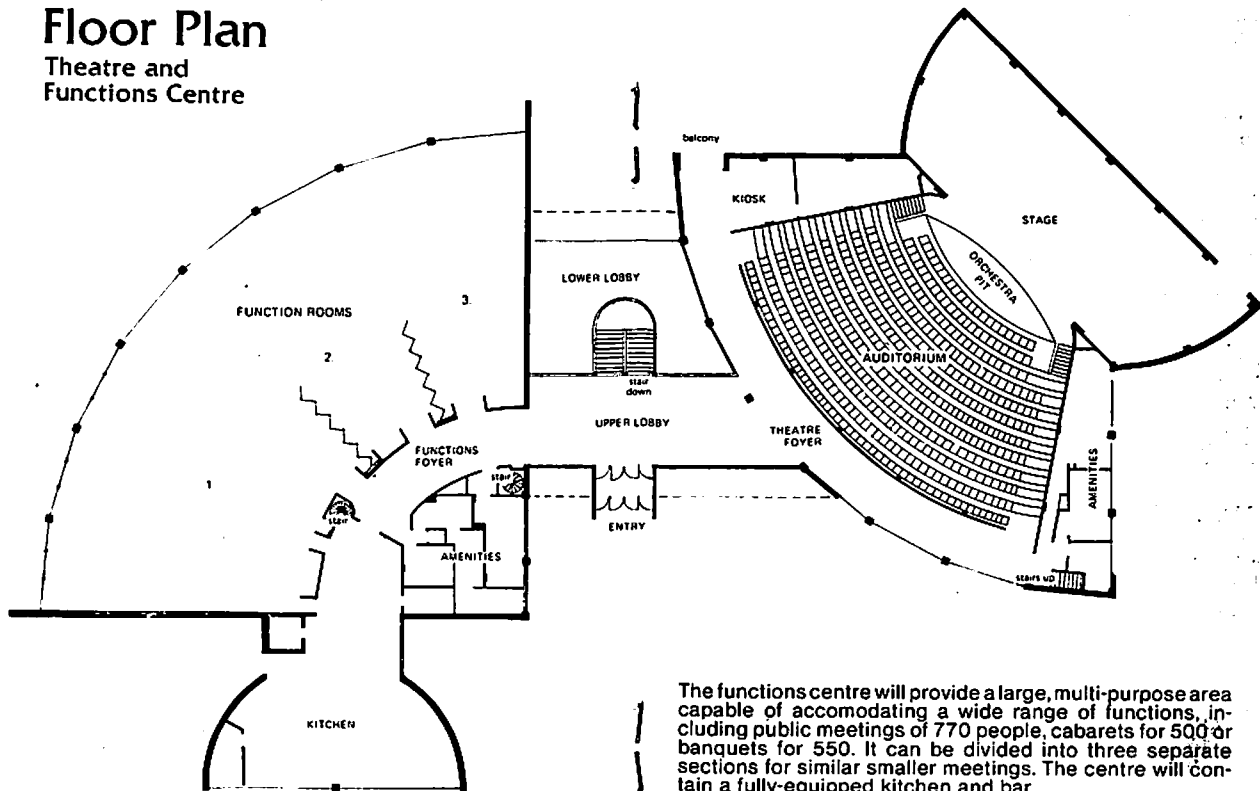 Floor Plan
Theatre and
Functions Centre
balcony
KIOSK
STAGE
ORCHESTRA
PIT
LOWER LOBBY
3.
FUNCTION ROOMS
2.
AUDITORIUM
stair
down
UPPER LOBBY
THEATRE
FOYER
FUNCTIONS
FOYER
stair
1
stair
ENTRY
AMENITIES
AMENITIES
stairs up
KITCHEN
The functions centre will provide a large, multi-purpose area
capable of accomodating a wide range of functions, in-
cluding public meetings of 770 people, cabarets for 500 or
banquets for 550. It can be divided into three separate
sections for similar smaller meetings. The centre will con-
tain a fully-equipped kitchen and bar.